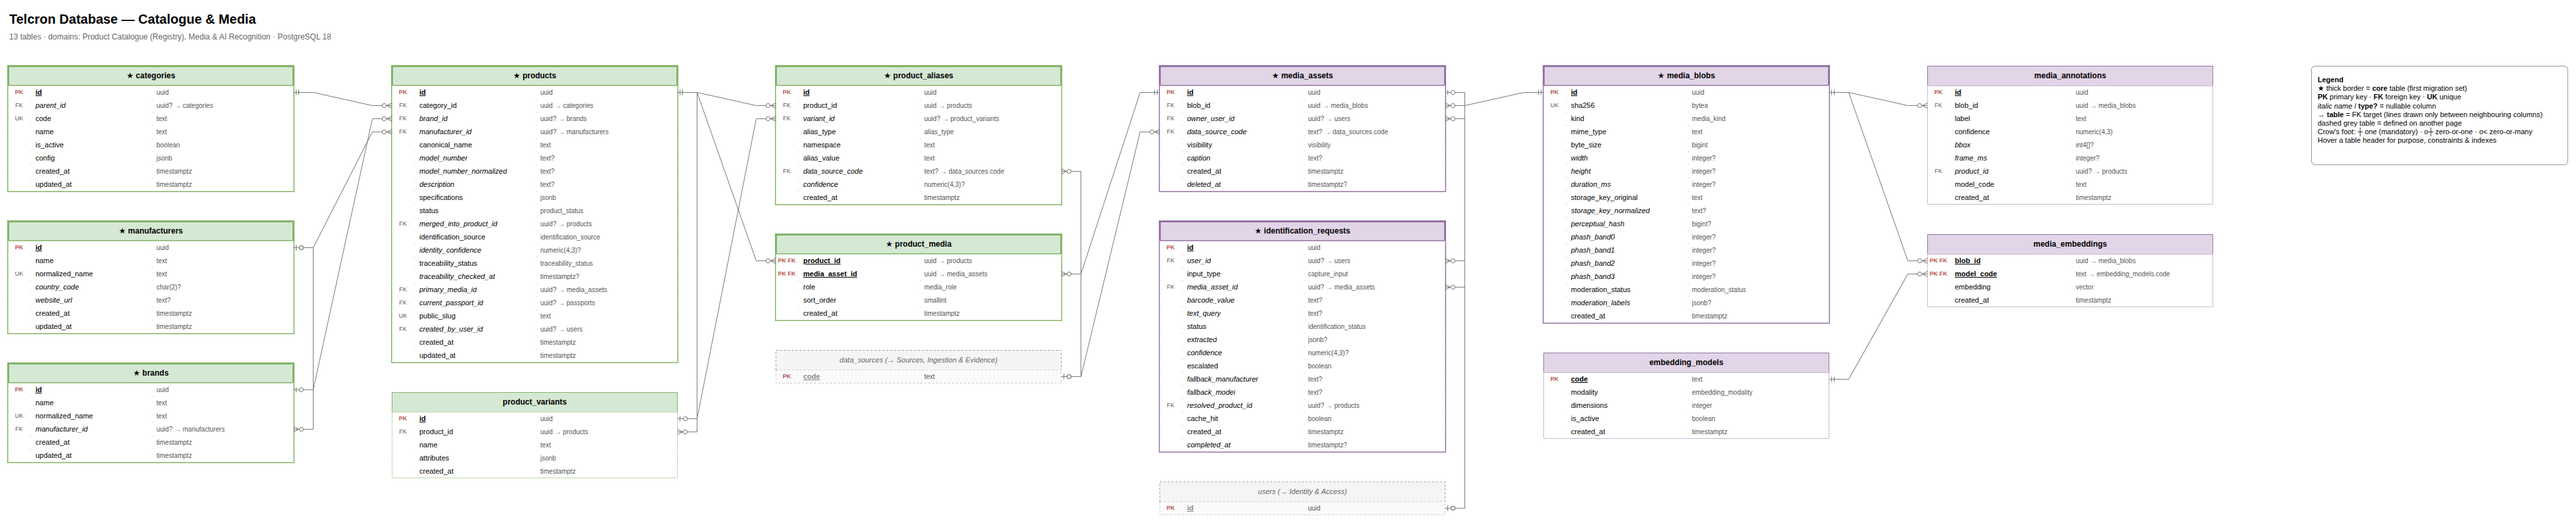 Telcron Database — Catalogue & Media
13 tables · domains: Product Catalogue (Registry), Media & AI Recognition · PostgreSQL 18
★ categories
PK id uuid
FK parent_id uuid? → categories
UK code text
name text
is_active boolean
config jsonb
created_at timestamptz
updated_at timestamptz
★ manufacturers
PK id uuid
name text
UK normalized_name text
country_code char(2)?
website_url text?
created_at timestamptz
updated_at timestamptz
★ brands
PK id uuid
name text
UK normalized_name text
FK manufacturer_id uuid? → manufacturers
created_at timestamptz
updated_at timestamptz
★ products
PK id uuid
FK category_id uuid → categories
FK brand_id uuid? → brands
FK manufacturer_id uuid? → manufacturers
canonical_name text
model_number text?
model_number_normalized text?
description text?
specifications jsonb
status product_status
FK merged_into_product_id uuid? → products
identification_source identification_source
identity_confidence numeric(4,3)?
traceability_status traceability_status
traceability_checked_at timestamptz?
FK primary_media_id uuid? → media_assets
FK current_passport_id uuid? → passports
UK public_slug text
FK created_by_user_id uuid? → users
created_at timestamptz
updated_at timestamptz
product_variants
PK id uuid
FK product_id uuid → products
name text
attributes jsonb
created_at timestamptz
★ product_aliases
PK id uuid
FK product_id uuid → products
FK variant_id uuid? → product_variants
alias_type alias_type
namespace text
alias_value text
FK data_source_code text? → data_sources.code
confidence numeric(4,3)?
created_at timestamptz
★ product_media
PK FK product_id uuid → products
PK FK media_asset_id uuid → media_assets
role media_role
sort_order smallint
created_at timestamptz
data_sources (→ Sources, Ingestion & Evidence)
PK code text
★ media_assets
PK id uuid
FK blob_id uuid → media_blobs
FK owner_user_id uuid? → users
FK data_source_code text? → data_sources.code
visibility visibility
caption text?
created_at timestamptz
deleted_at timestamptz?
★ identification_requests
PK id uuid
FK user_id uuid? → users
input_type capture_input
FK media_asset_id uuid? → media_assets
barcode_value text?
text_query text?
status identification_status
extracted jsonb?
confidence numeric(4,3)?
escalated boolean
fallback_manufacturer text?
fallback_model text?
FK resolved_product_id uuid? → products
cache_hit boolean
created_at timestamptz
completed_at timestamptz?
users (→ Identity & Access)
PK id uuid
★ media_blobs
PK id uuid
UK sha256 bytea
kind media_kind
mime_type text
byte_size bigint
width integer?
height integer?
duration_ms integer?
storage_key_original text
storage_key_normalized text?
perceptual_hash bigint?
phash_band0 integer?
phash_band1 integer?
phash_band2 integer?
phash_band3 integer?
moderation_status moderation_status
moderation_labels jsonb?
created_at timestamptz
embedding_models
PK code text
modality embedding_modality
dimensions integer
is_active boolean
created_at timestamptz
media_annotations
PK id uuid
FK blob_id uuid → media_blobs
label text
confidence numeric(4,3)
bbox int4[]?
frame_ms integer?
FK product_id uuid? → products
model_code text
created_at timestamptz
media_embeddings
PK FK blob_id uuid → media_blobs
PK FK model_code text → embedding_models.code
embedding vector
created_at timestamptz
Legend
★ thick border = core table (first migration set)
PK primary key · FK foreign key · UK unique
italic name / type? = nullable column
→ table = FK target (lines drawn only between neighbouring columns)
dashed grey table = defined on another page
Crow's foot: ┼ one (mandatory) · o┼ zero-or-one · o< zero-or-many
Hover a table header for purpose, constraints & indexes